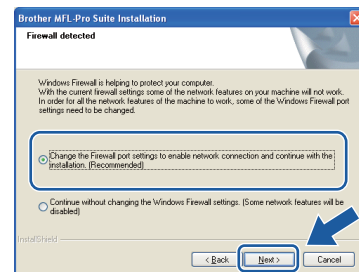 Brother MFL-Pro Suite Installation
Firewall detected
Windows Firewall is helping to protect your computer.
With the current firewall settings some of the network features on your machine will not work.
In order for all the network features of the machine to work, some of the Windows Firewall port
settings need to be changed.
Change the Firewall port settings to enable network connection and continue with the
installation. (Recommended)
Continue without changing the Windows Firewall settings. (Some network features will be
disabled)
InstallShield
< Back
Next >
Cancel